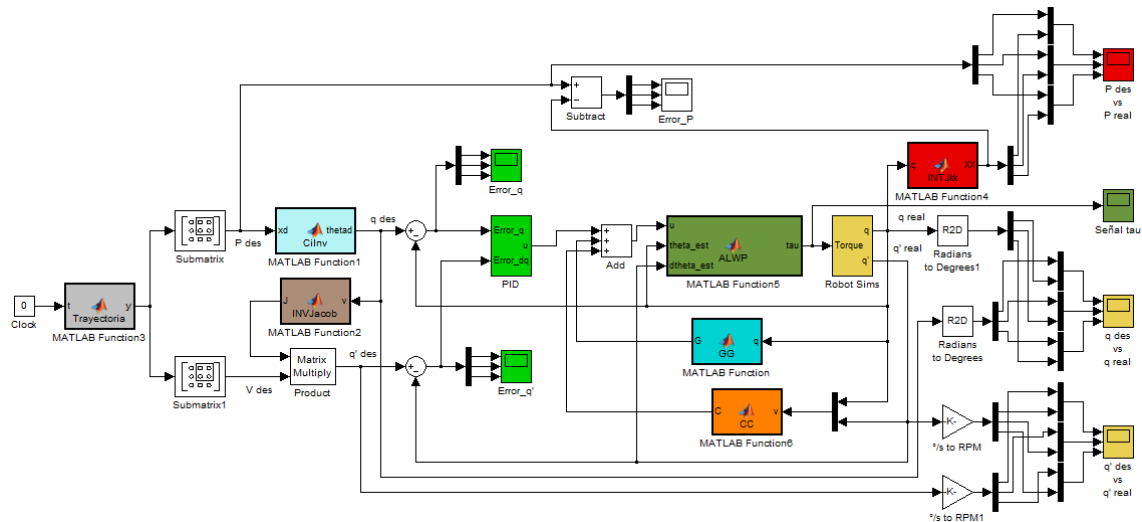 P des
vs
P real
+
−
Subtract
Error_P
Error_q
q
INTJkk
xx
MATLAB Function4
Señal tau
xd
CiInv
thetad
MATLAB Function1
P des
Submatrix
q des
+
−
Error_q
u
Error_dq
PID
+
+
+
Add
u
theta_est
dtheta_est
ALWP
tau
MATLAB Function5
Torque
q
q'
Robot Sims
q real
q' real
R2D
Radians
to Degrees1
0
Clock
t
Trayectoria
y
MATLAB Function3
J
INVJacob
v
MATLAB Function2
R2D
Radians
to Degrees
q des
vs
q real
G
GG
q
MATLAB Function
Submatrix1
V des
Matrix
Multiply
Product
q' des
+
−
Error_q'
C
CC
v
MATLAB Function6
-K-
°/s to RPM
-K-
°/s to RPM1
q' des
vs
q' real